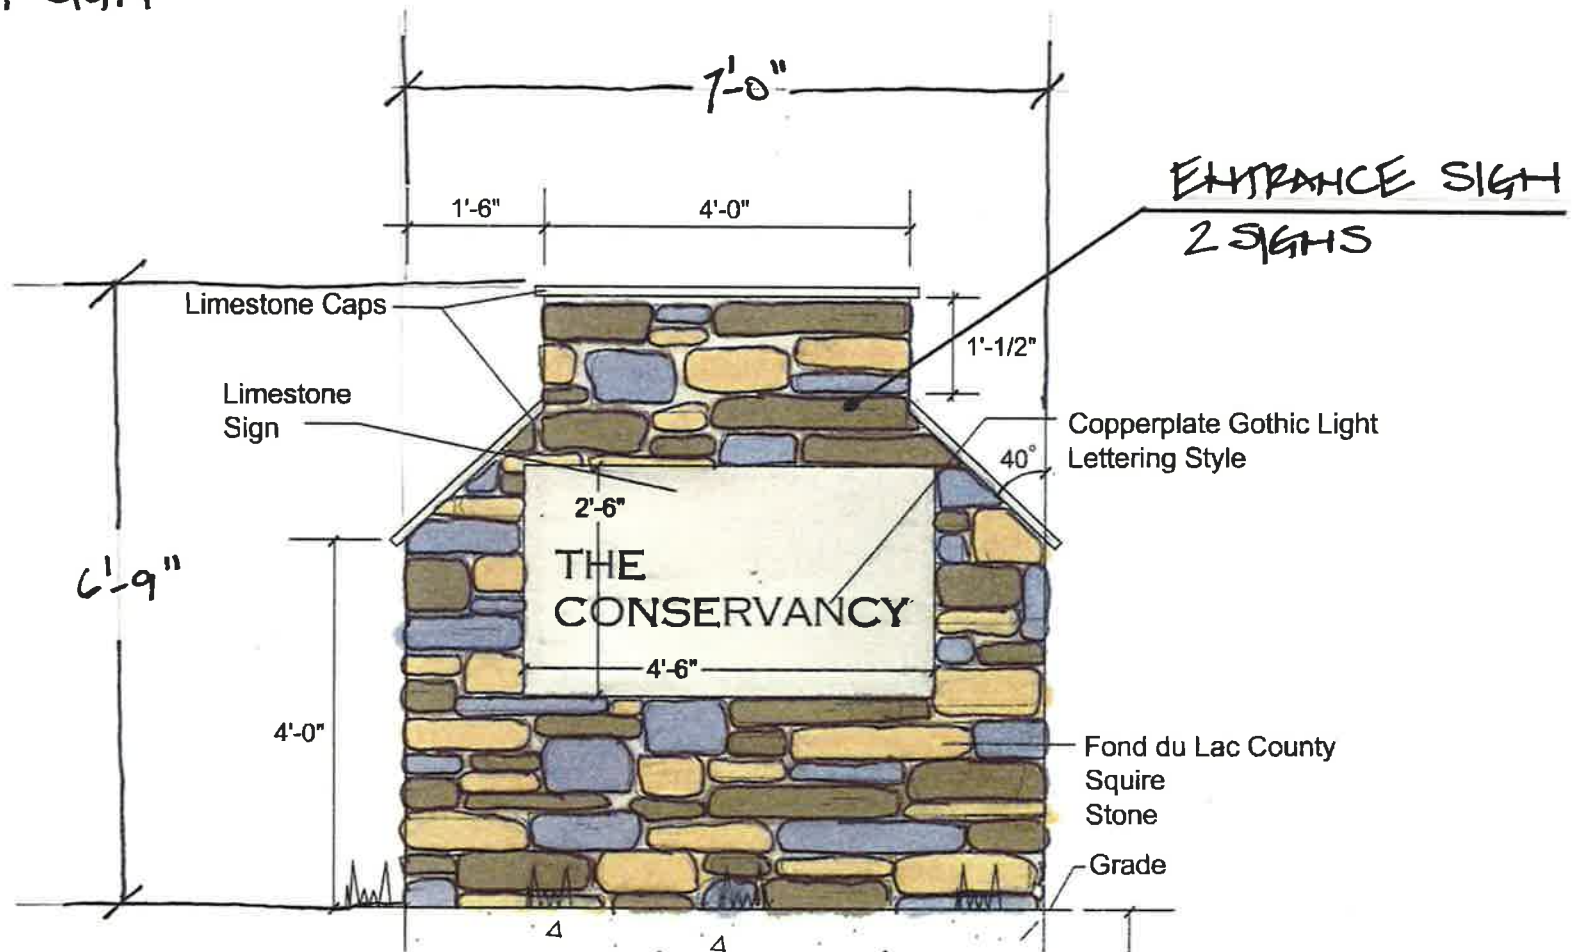 7'-0"
ENTRANCE SIGN
2 SIGNS
1'-6"
4'-0"
Limestone Caps
1'-1/2"
Limestone
Sign
Copperplate Gothic Light
Lettering Style
40°
2'-6"
THE
CONSERVANCY
6'-9"
4'-6"
4'-0"
Fond du Lac County
Squire
Stone
Grade